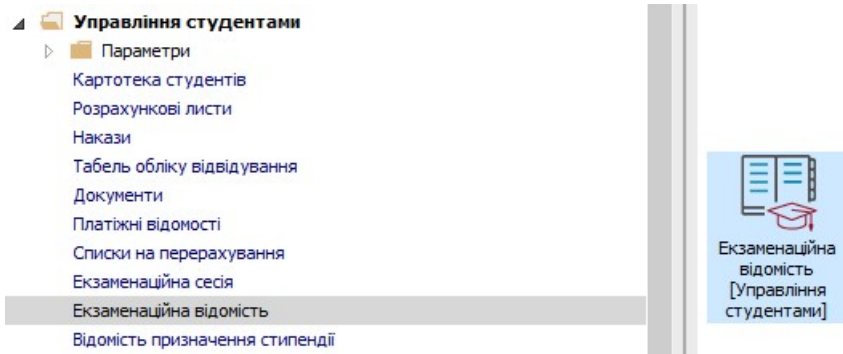 Управління студентами
Параметри
Картотека студентів
Розрахункові листи
Накази
Табель обліку відвідування
Документи
Платіжні відомості
Списки на перерахування
Екзаменаційна сесія
Екзаменаційна відомість
Відомість призначення стипендії
Екзаменаційна
відомість
[Управління
студентами]